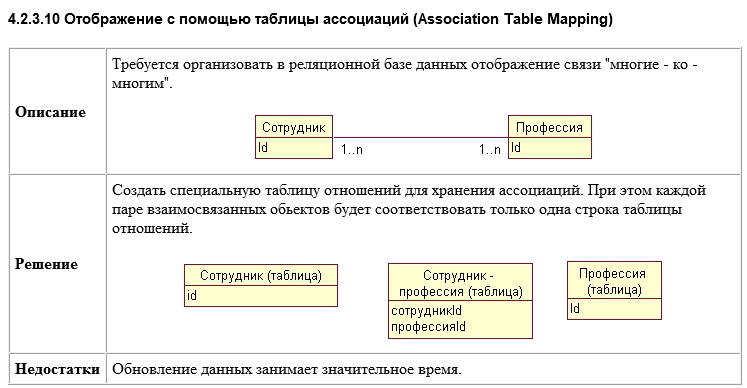 4.2.3.10 Отображение с помощью таблицы ассоциаций (Association Table Mapping)
Описание
Требуется организовать в реляционной базе данных отображение связи "многие - ко -
многим".
Сотрудник
Id
1..n
1..n
Профессия
Id
Решение
Создать специальную таблицу отношений для хранения ассоциаций. При этом каждой
паре взаимосвязанных обьектов будет соответствовать только одна строка таблицы
отношений.
Сотрудник (таблица)
id
Сотрудник -
профессия (таблица)
сотрудникId
профессияId
Профессия
(таблица)
Id
Недостатки
Обновление данных занимает значительное время.